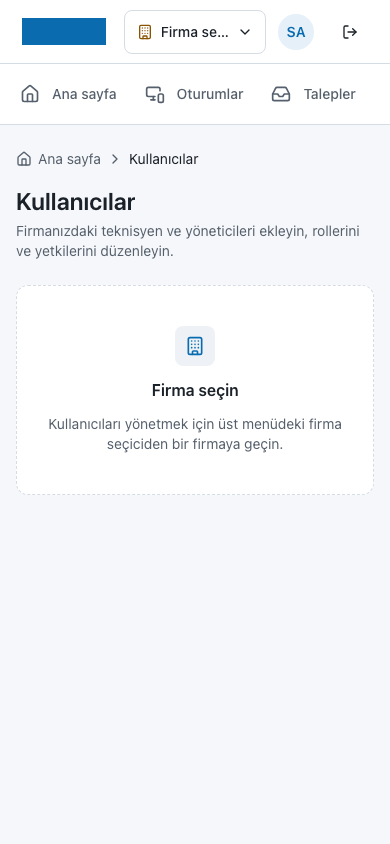 Firma se...
SA
Ana sayfa
Oturumlar
Talepler
Ana sayfa
Kullanıcılar
Kullanıcılar
Firmanızdaki teknisyen ve yöneticileri ekleyin, rollerini
ve yetkilerini düzenleyin.
Firma seçin
Kullanıcıları yönetmek için üst menüdeki firma
seçiciden bir firmaya geçin.